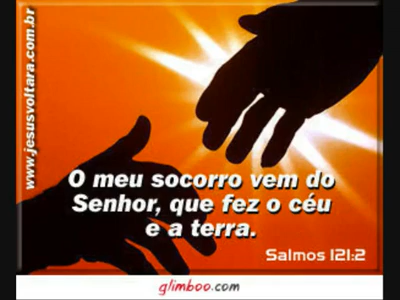 www.jesusvoltara.com.br
O meu socorro vem do
Senhor, que fez o céu
e a terra.
Salmos 121:2
glimboo.com